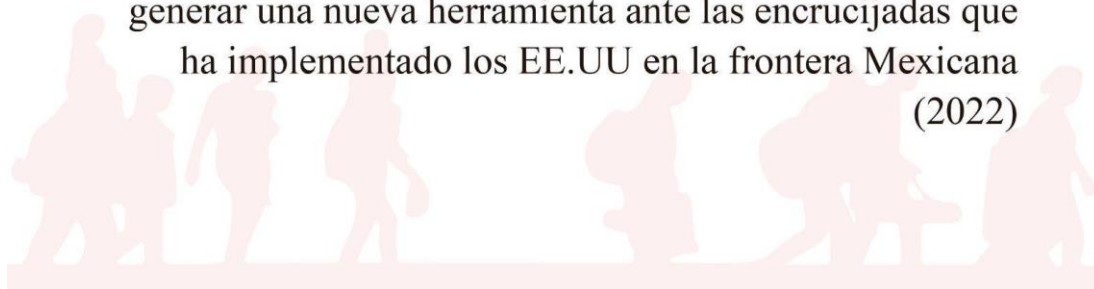 generar una nueva herramienta ante las encrucijadas que
ha implementado los EE.UU en la frontera Mexicana
(2022)